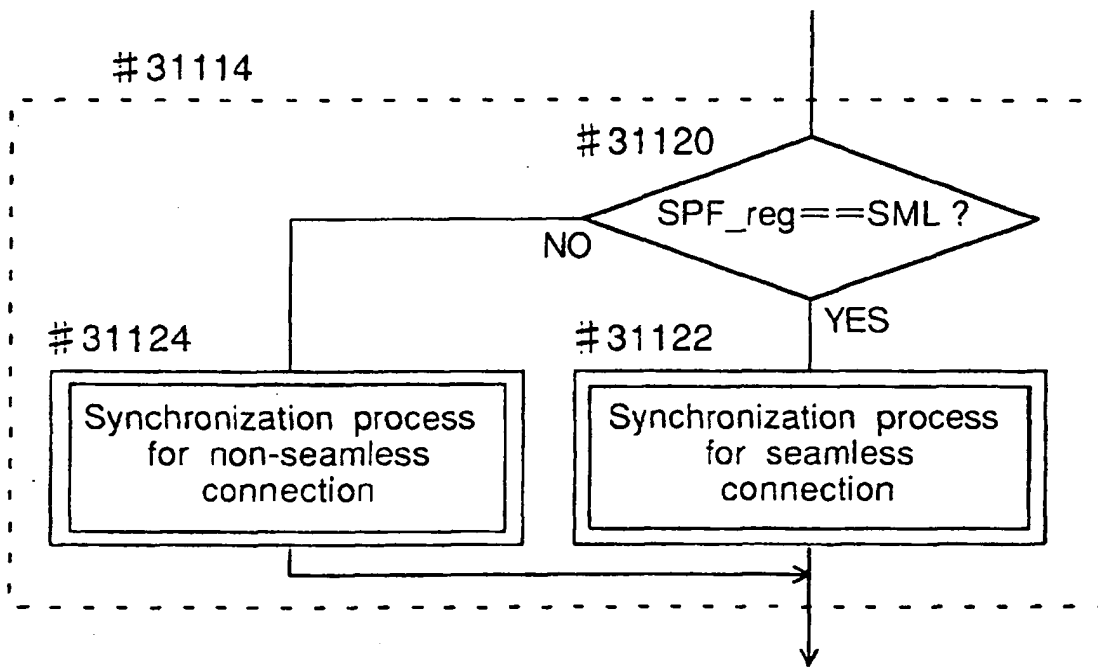 #31114
#31120
SPF_reg==SML ?
NO
YES
#31124
#31122
Synchronization process
for non-seamless
connection
Synchronization process
for seamless
connection